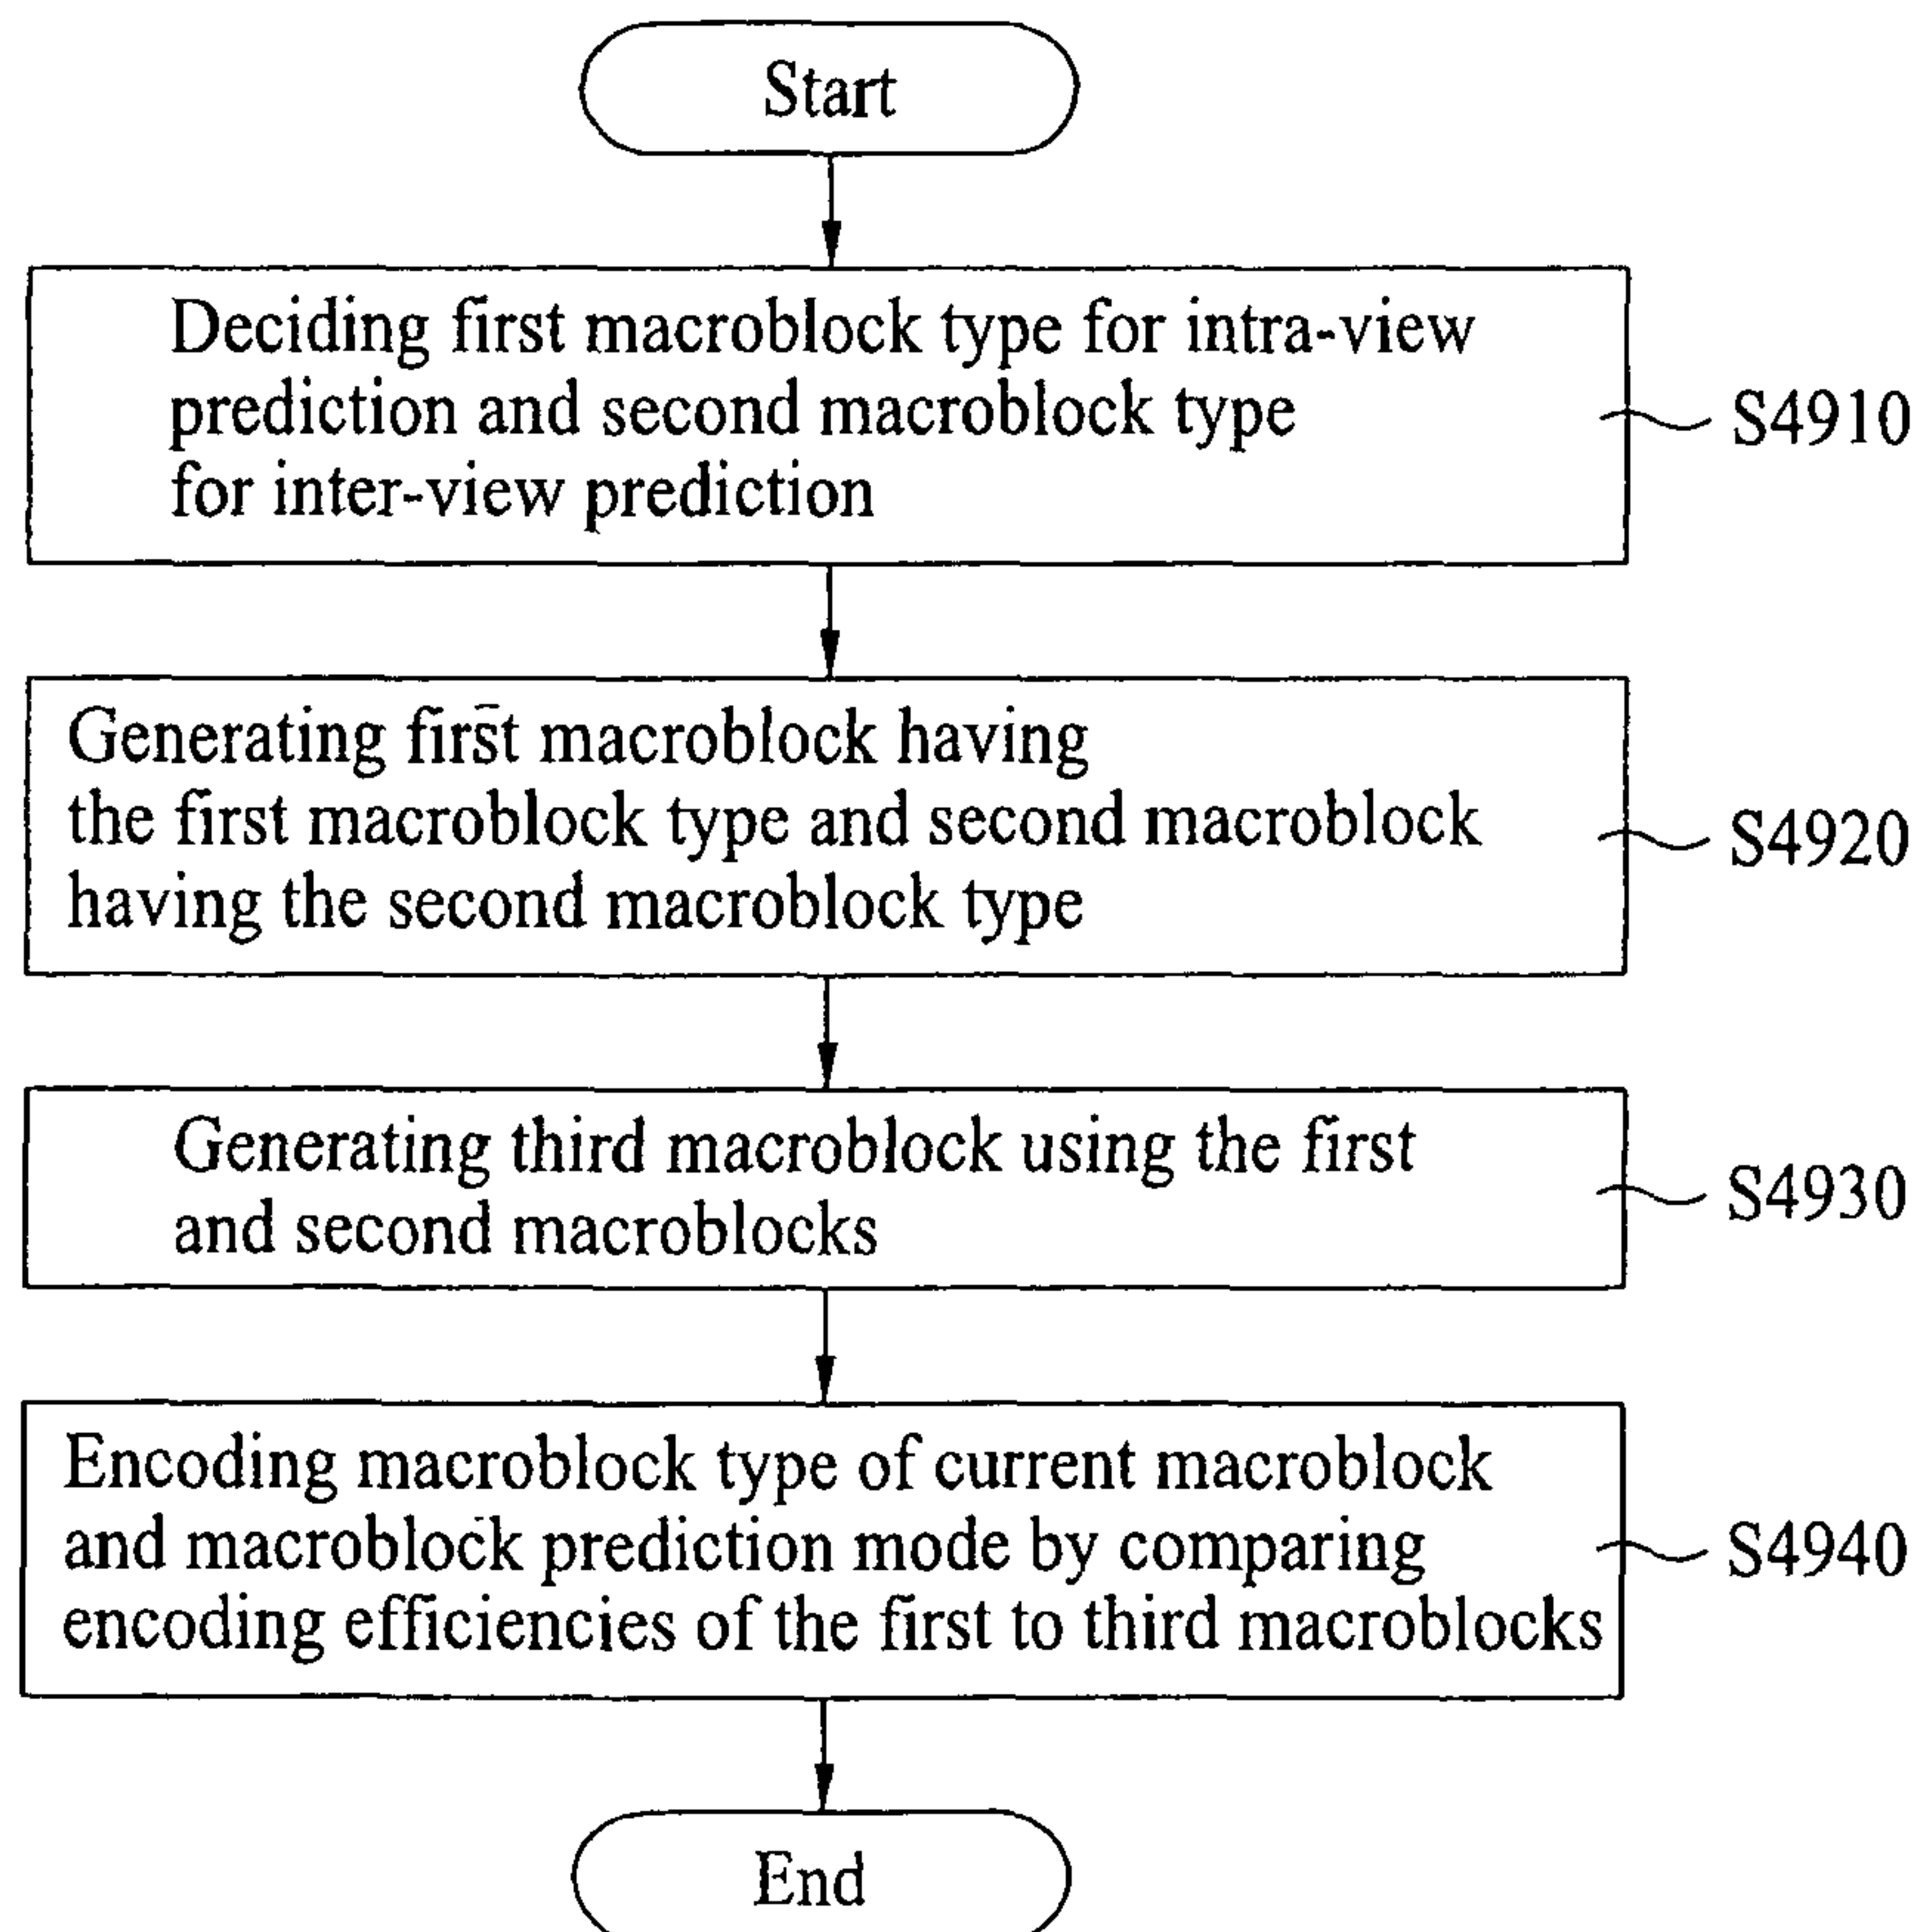 Start
Deciding first macroblock type for intra-view
prediction and second macroblock type
for inter-view prediction
S4910
Generating first macroblock having
the first macroblock type and second macroblock
having the second macroblock type
S4920
Generating third macroblock using the first
and second macroblocks
S4930
Encoding macroblock type of current macroblock
and macroblock prediction mode by comparing
encoding efficiencies of the first to third macroblocks
S4940
End